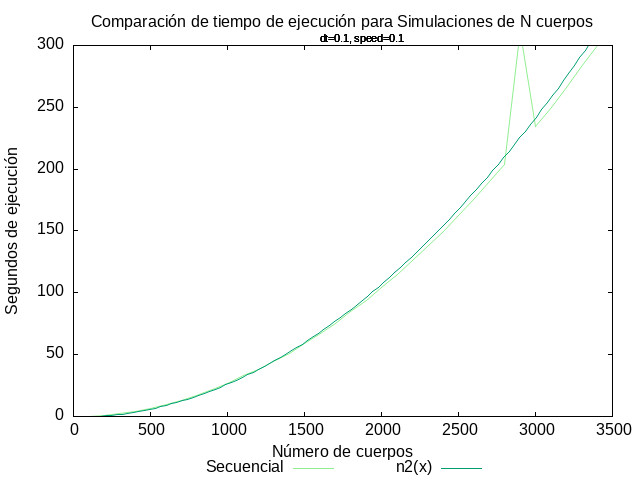 Comparación de tiempo de ejecución para Simulaciones de N cuerpos
dt=0.1, speed=0.1
300
250
200
150
100
50
0
Segundos de ejecución
0 500 1000 1500 2000 2500 3000 3500
Número de cuerpos
Secuencial n2(x)